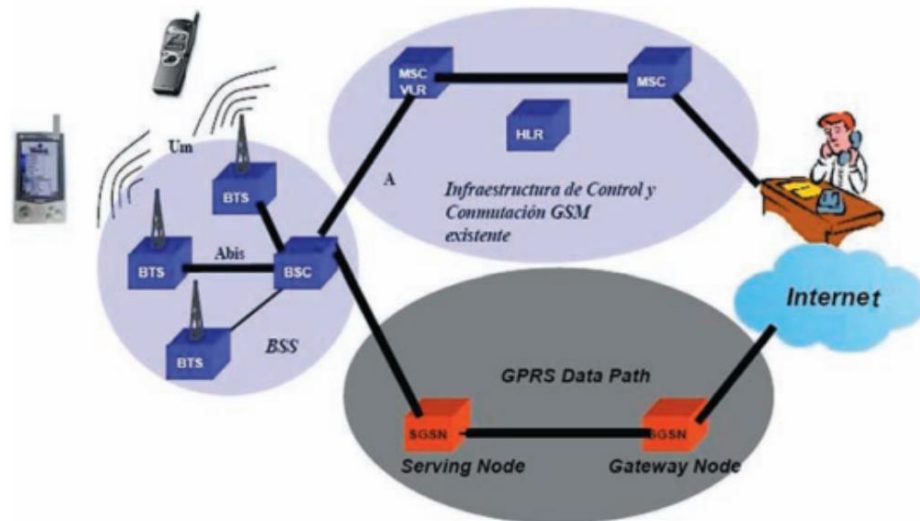 MSC
VLR
MSC
HLR
Um
A
Infraestructura de Control y
Conmutación GSM
existente
BTS
Abis
BTS
BSC
BTS
BSS
Internet
GPRS Data Path
SGSN
SGSN
Serving Node
Gateway Node